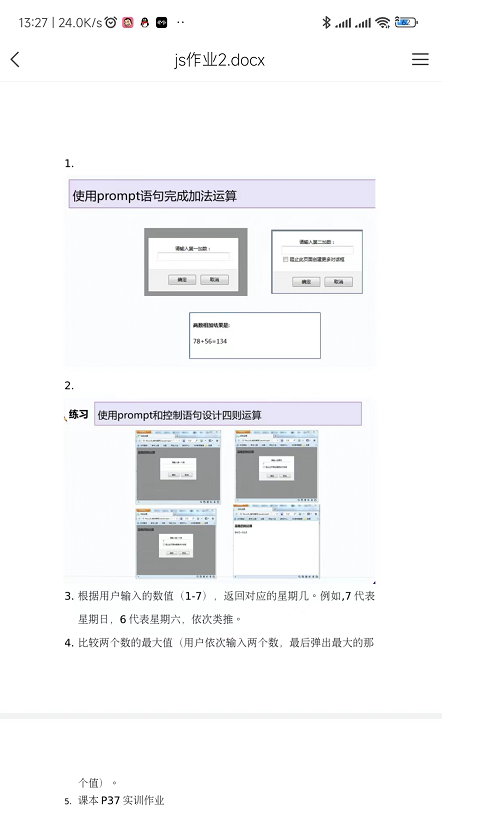 13:27 | 24.0K/s
js作业2.docx
1.
使用prompt语句完成加法运算
请输入第一加数：
确定 取消
请输入第二加数：
阻止此页面创建更多对话框
确定 取消
两数相加结果是:
78+56=134
2.
练习 使用prompt和控制语句设计四则运算
3. 根据用户输入的数值（1-7），返回对应的星期几。例如,7 代表
星期日，6 代表星期六，依次类推。
4. 比较两个数的最大值（用户依次输入两个数，最后弹出最大的那
个值）。
5. 课本 P37 实训作业